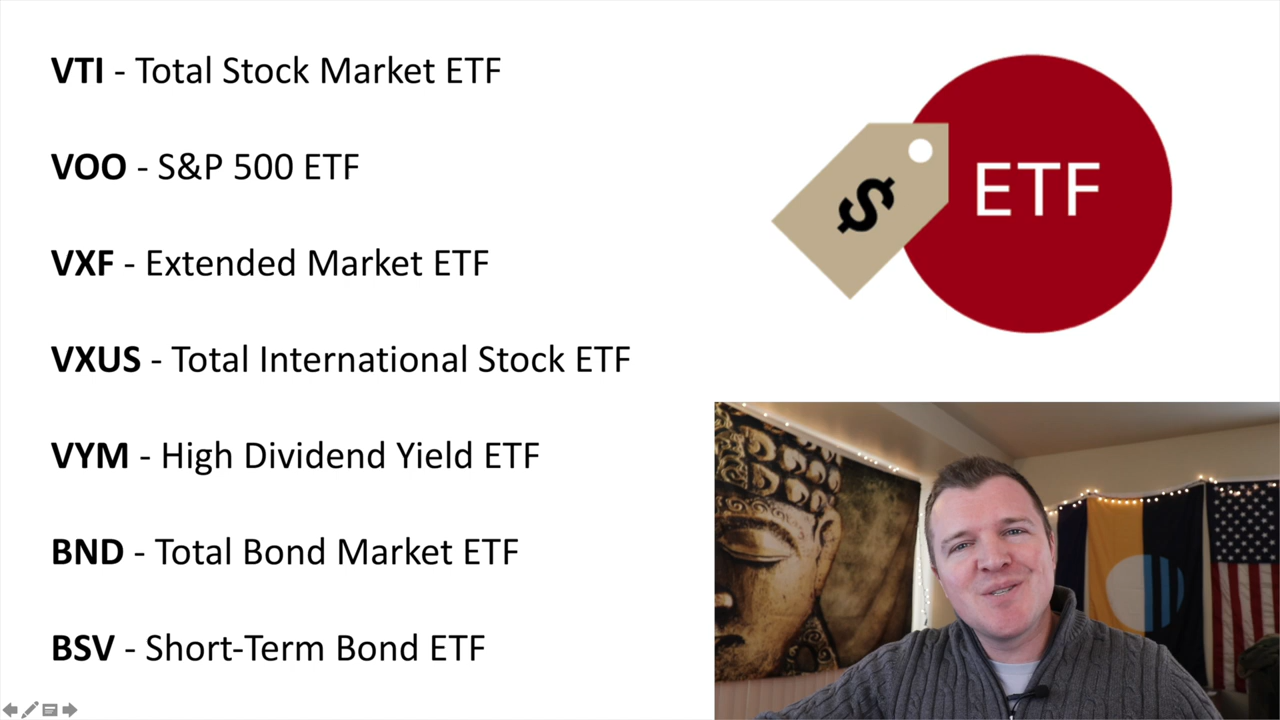 VTI - Total Stock Market ETF
VOO - S&P 500 ETF
VXF - Extended Market ETF
VXUS - Total International Stock ETF
VYM - High Dividend Yield ETF
BND - Total Bond Market ETF
BSV - Short-Term Bond ETF
$
ETF